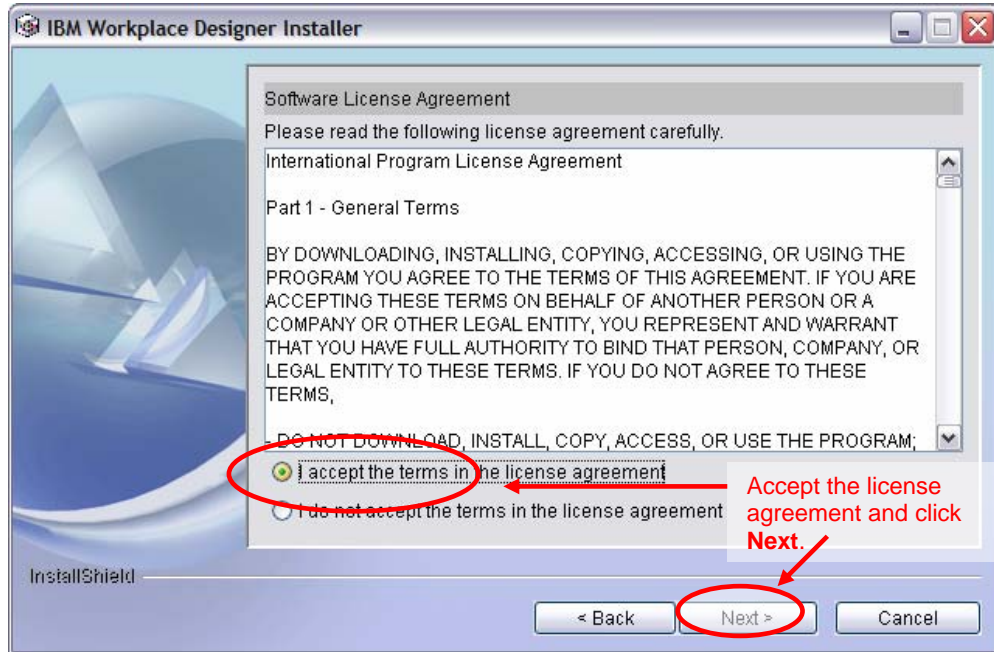 IBM Workplace Designer Installer
Software License Agreement
Please read the following license agreement carefully.
International Program License Agreement
Part 1 - General Terms
BY DOWNLOADING, INSTALLING, COPYING, ACCESSING, OR USING THE
PROGRAM YOU AGREE TO THE TERMS OF THIS AGREEMENT. IF YOU ARE
ACCEPTING THESE TERMS ON BEHALF OF ANOTHER PERSON OR A
COMPANY OR OTHER LEGAL ENTITY, YOU REPRESENT AND WARRANT
THAT YOU HAVE FULL AUTHORITY TO BIND THAT PERSON, COMPANY, OR
LEGAL ENTITY TO THESE TERMS. IF YOU DO NOT AGREE TO THESE
TERMS,
- DO NOT DOWNLOAD, INSTALL, COPY, ACCESS, OR USE THE PROGRAM;
I accept the terms in the license agreement
I do not accept the terms in the license agreement
Accept the license
agreement and click
Next.
InstallShield
< Back
Next >
Cancel